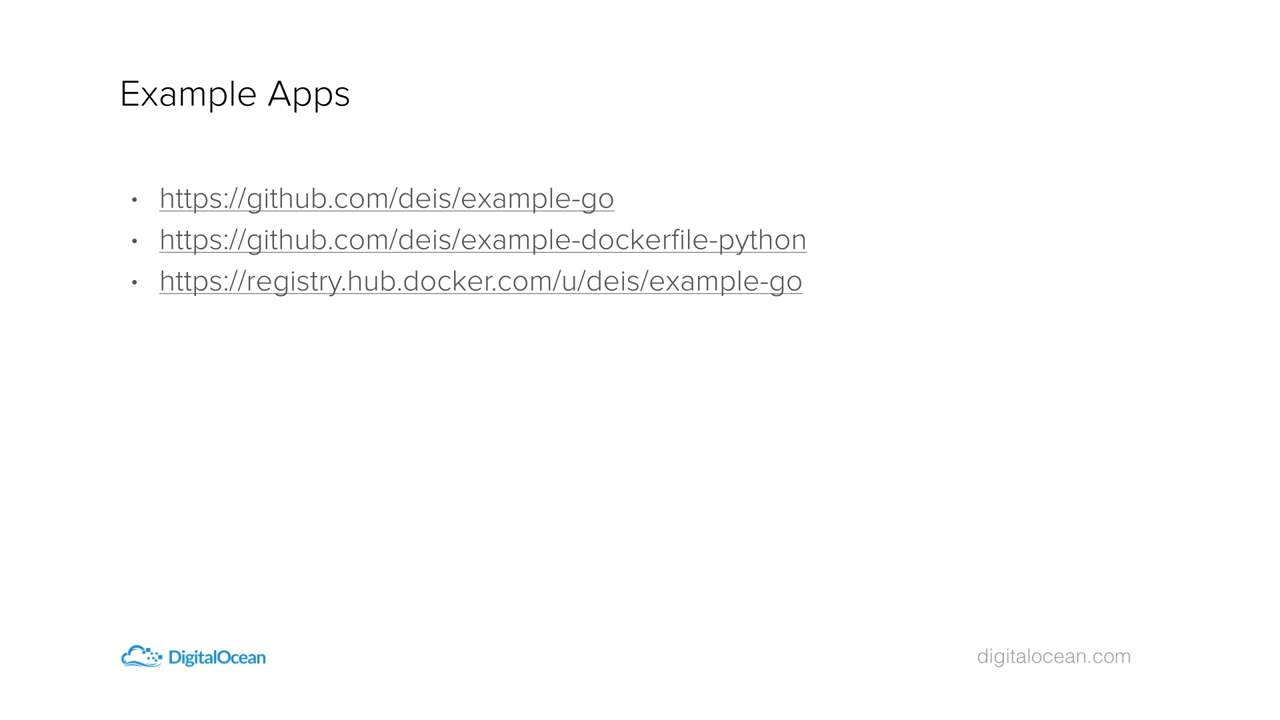 Example Apps
• https://github.com/deis/example-go
• https://github.com/deis/example-dockerfile-python
• https://registry.hub.docker.com/u/deis/example-go
DigitalOcean
digitalocean.com